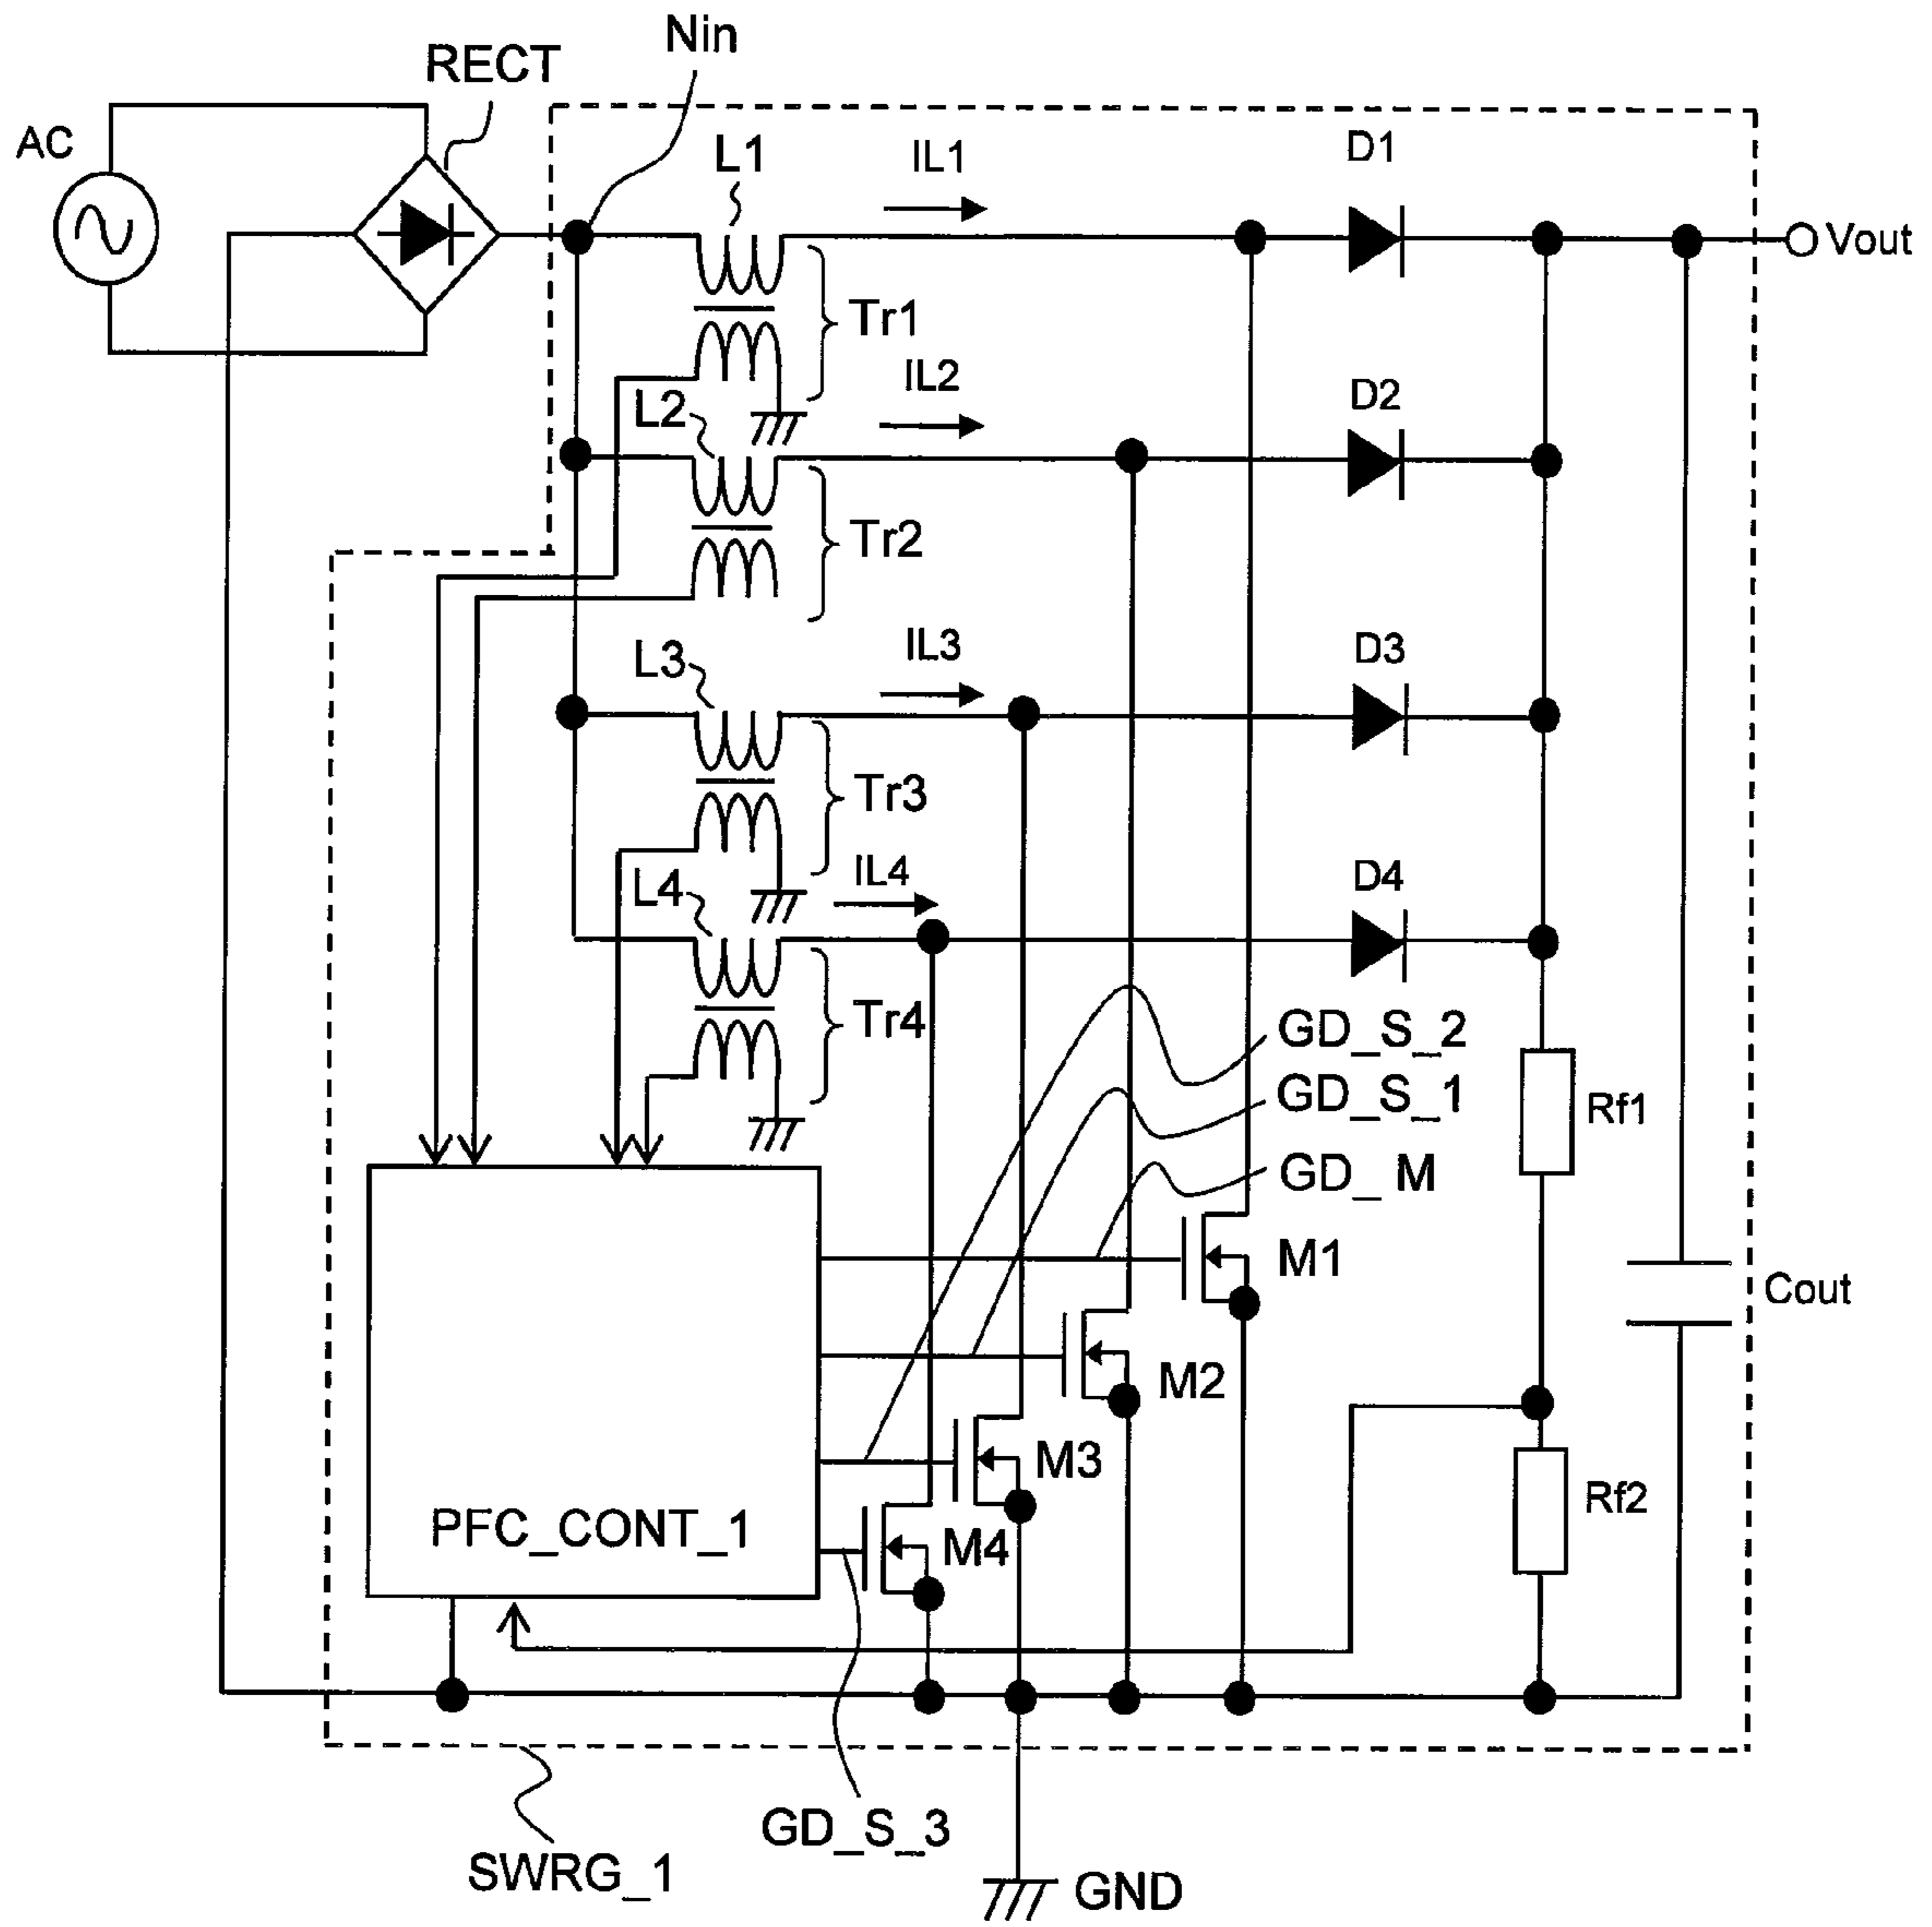 Nin
RECT
AC
L1
IL1
D1
Vout
Tr1
IL2
D2
L2
Tr2
IL3
D3
L3
Tr3
IL4
D4
L4
Tr4
GD_S_2
GD_S_1
Rf1
GD_ M
M1
Cout
M2
M3
Rf2
PFC_CONT_1
M4
GD_S_3
SWRG_1
GND